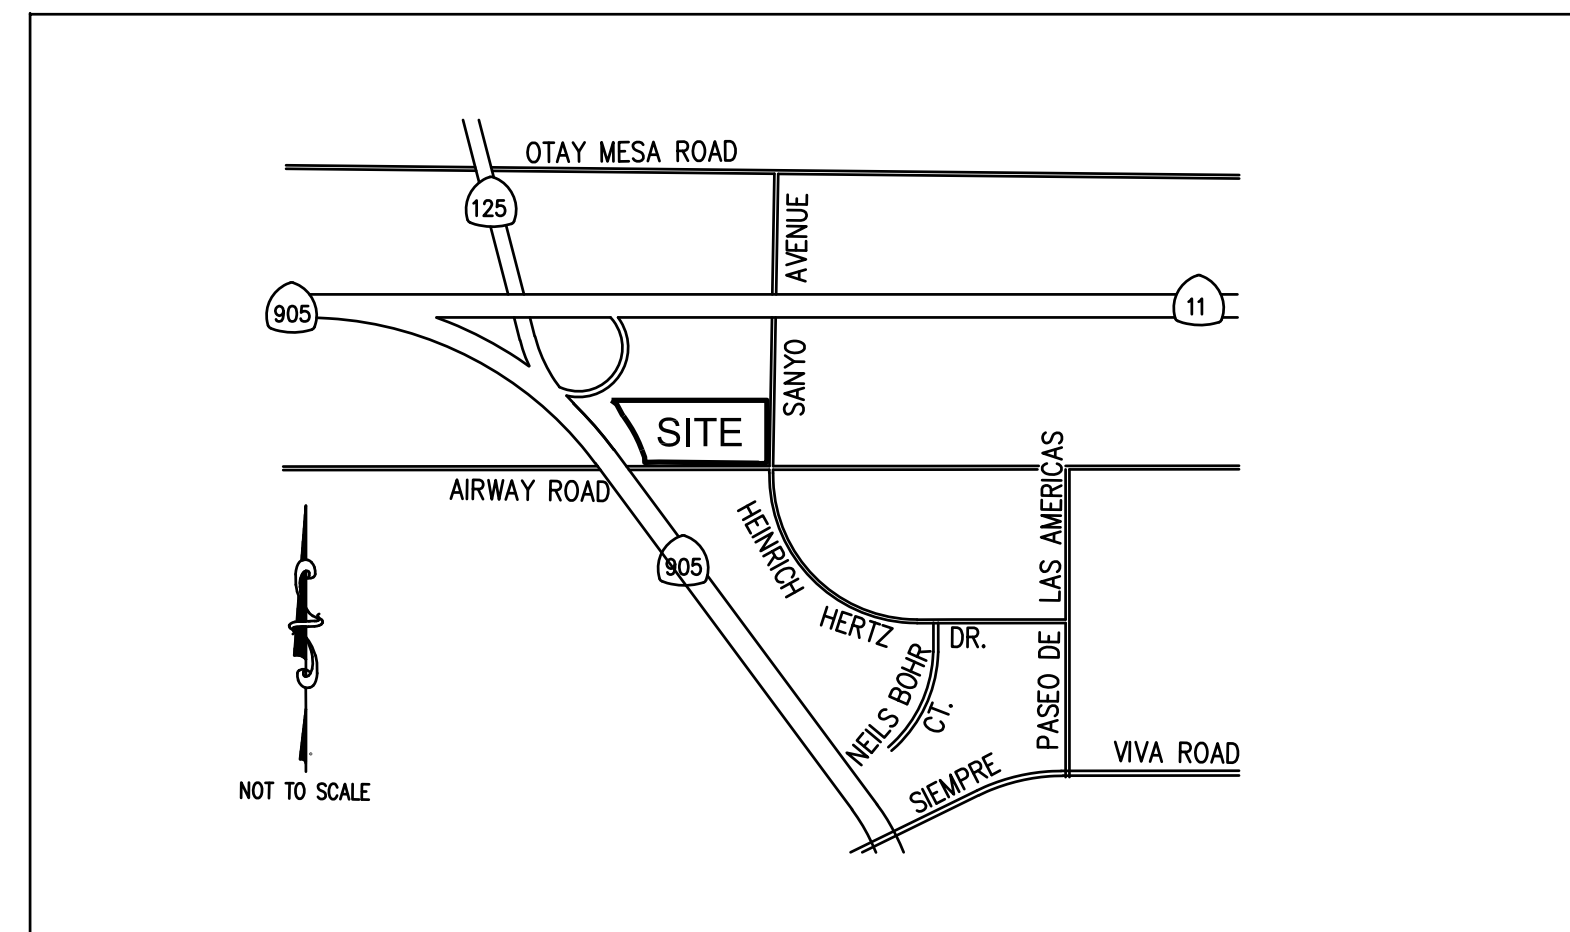 OTAY MESA ROAD
125
SANYO AVENUE
905
11
SITE
AIRWAY ROAD
HEINRICH HERTZ DR.
PASEO DE LAS AMERICAS
905
NEILS BOHR CT.
SIEMPRE VIVA ROAD
NOT TO SCALE